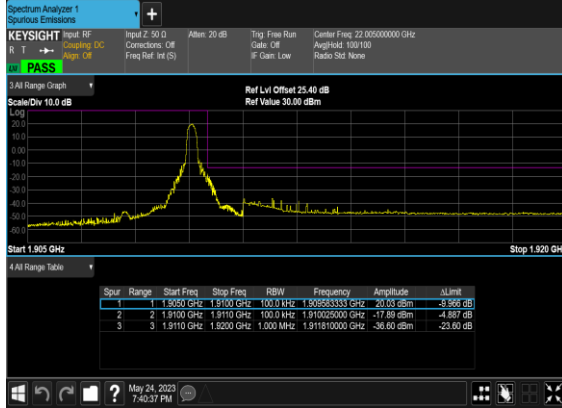 Spectrum Analyzer 1
Spurious Emissions
+
KEYSIGHT Input: RF Input Z: 50 Ω Atten: 20 dB Trig: Free Run Center Freq: 22.005000000 GHz
R T Coupling: DC Corrections: Off Gate: Off Avg|Hold: 100/100
Align: Off Freq Ref: Int (S) IF Gain: Low Radio Std: None
PASS
3 All Range Graph
Ref Lvl Offset 25.40 dB
Scale/Div 10.0 dB Ref Value 30.00 dBm
Log
20.0
10.0
0.00
-10.0
-20.0
-30.0
-40.0
-50.0
-60.0
Start 1.905 GHz Stop 1.920 GH
4 All Range Table
Spur Range Start Freq Stop Freq RBW Frequency Amplitude ΔLimit
1 1 1.9050 GHz 1.9100 GHz 100.0 kHz 1.909583333 GHz 20.03 dBm -9.966 dB
2 2 1.9100 GHz 1.9110 GHz 100.0 kHz 1.910025000 GHz -17.89 dBm -4.887 dB
3 3 1.9110 GHz 1.9200 GHz 1.000 MHz 1.911810000 GHz -36.60 dBm -23.60 dB
? May 24, 2023
7:40:37 PM